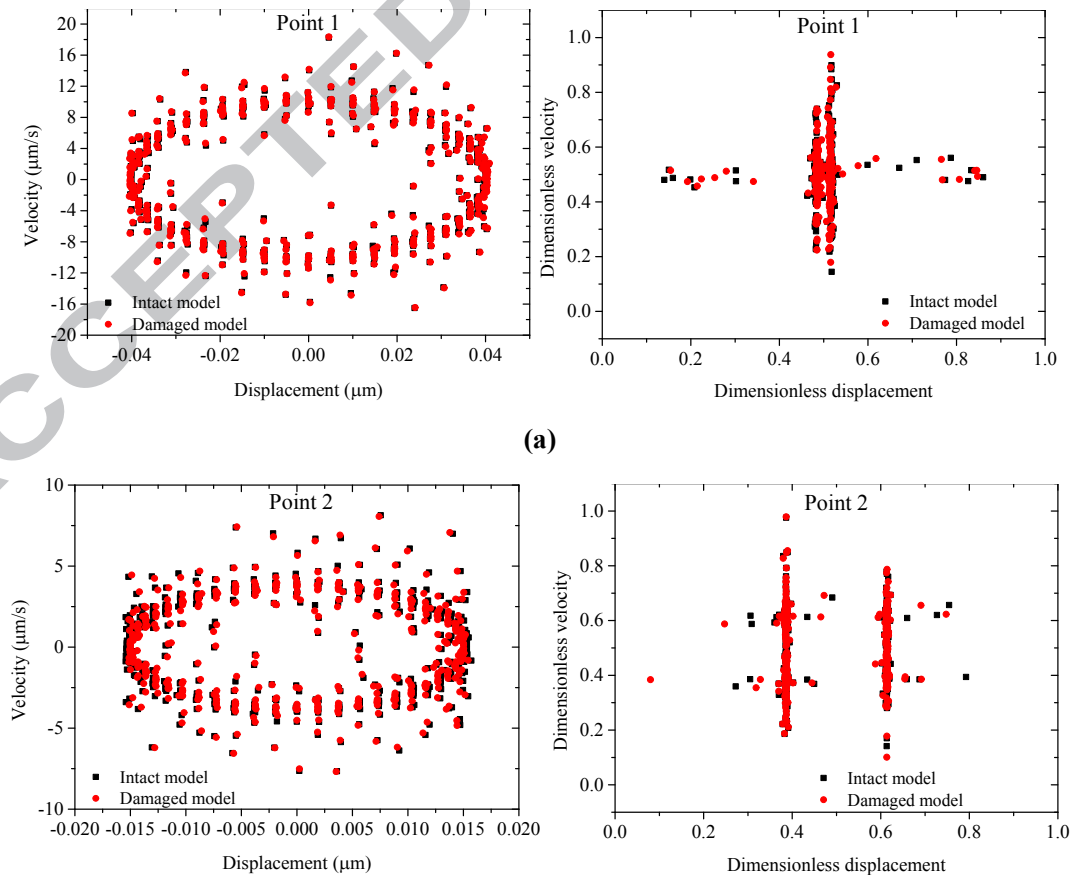 Point 1
20
16
12
8
4
0
-4
-8
-12
-16
-20
Velocity (µm/s)
Intact model
Damaged model
-0.04 -0.02 0.00 0.02 0.04
Displacement (µm)
Point 1
1.0
0.8
0.6
0.4
0.2
0.0
Dimensionless velocity
Intact model
Damaged model
0.0 0.2 0.4 0.6 0.8 1.0
Dimensionless displacement
(a)
Point 2
10
5
0
-5
-10
Velocity (µm/s)
Intact model
Damaged model
-0.020 -0.015 -0.010 -0.005 0.000 0.005 0.010 0.015 0.020
Displacement (µm)
Point 2
1.0
0.8
0.6
0.4
0.2
0.0
Dimensionless velocity
Intact model
Damaged model
0.0 0.2 0.4 0.6 0.8 1.0
Dimensionless displacement
ACCEPTED